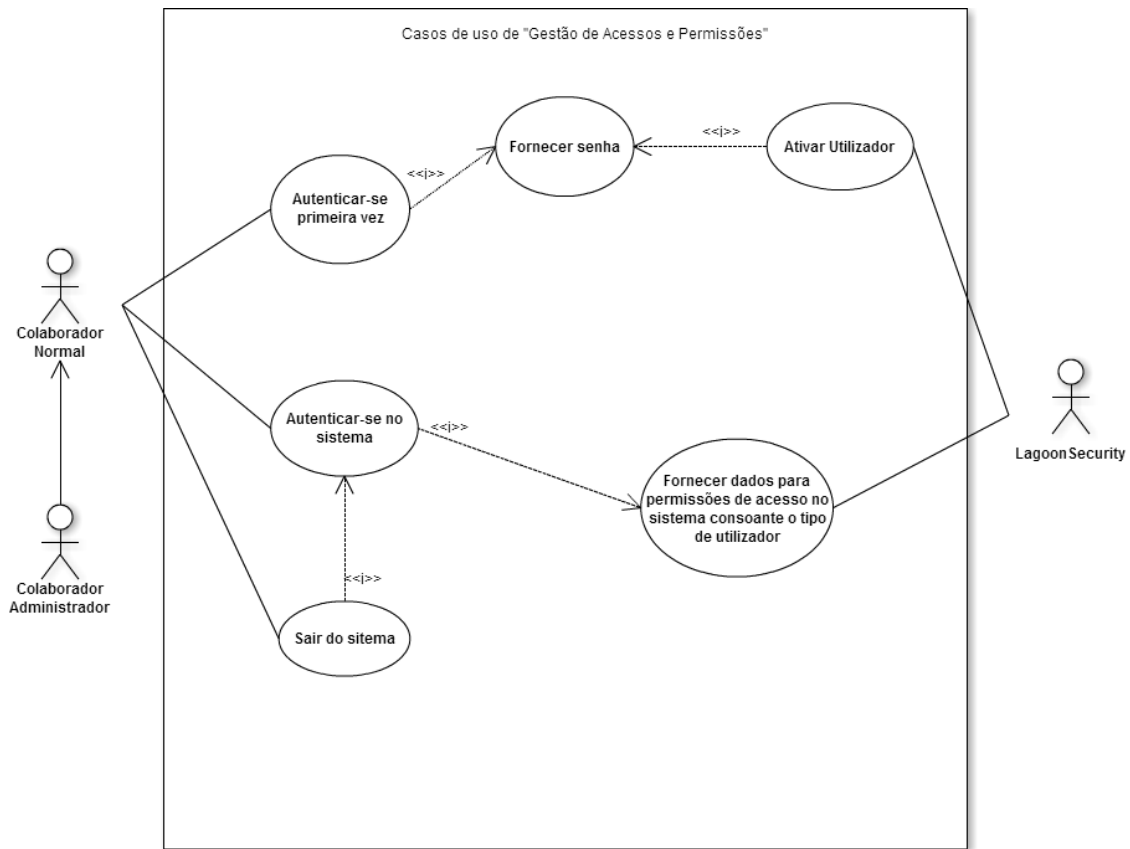 Casos de uso de "Gestão de Acessos e Permissões"
Fornecer senha
<<i>>
Ativar Utilizador
<<i>>
Autenticar-se
primeira vez
Colaborador
Normal
Autenticar-se no
sistema
<<i>>
LagoonSecurity
Fornecer dados para
permissões de acesso no
sistema consoante o tipo
de utilizador
<<i>>
Colaborador
Administrador
Sair do sitema